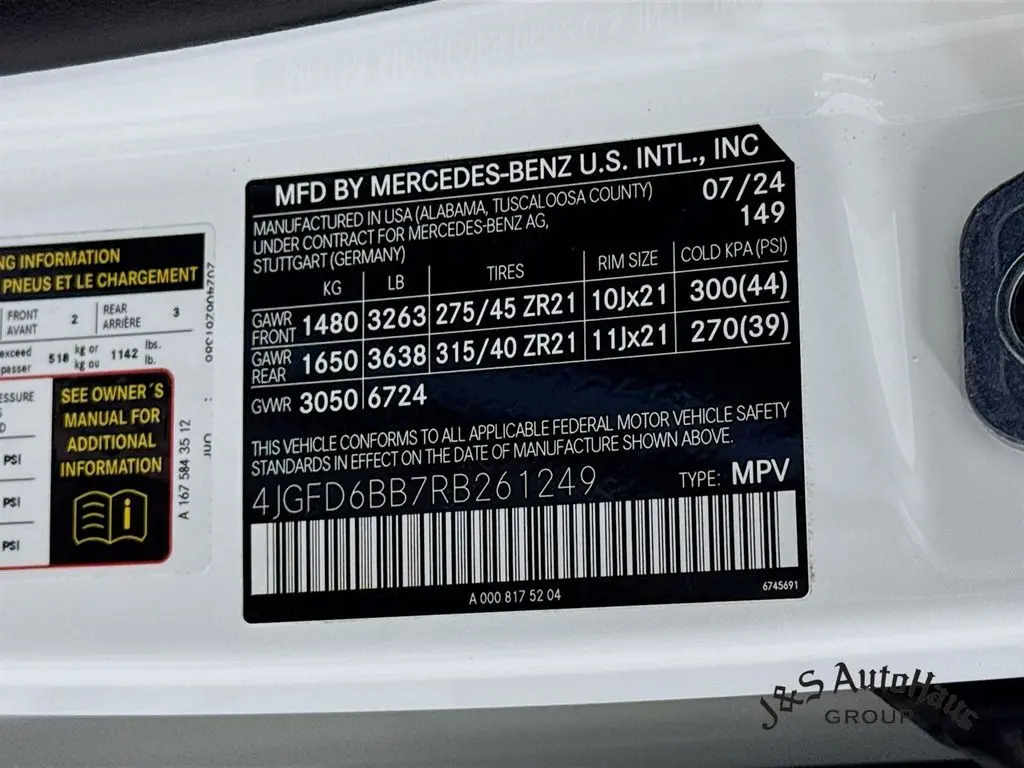 MFD BY MERCEDES-BENZ U.S. INTL., INC
MANUFACTURED IN USA (ALABAMA, TUSCALOOSA COUNTY) 07/24
UNDER CONTRACT FOR MERCEDES-BENZ AG, 149
STUTTGART (GERMANY)
KG LB TIRES RIM SIZE COLD KPA (PSI)
GAWR FRONT 1480 3263 275/45 ZR21 10Jx21 300(44)
GAWR REAR 1650 3638 315/40 ZR21 11Jx21 270(39)
GVWR 3050 6724
THIS VEHICLE CONFORMS TO ALL APPLICABLE FEDERAL MOTOR VEHICLE SAFETY
STANDARDS IN EFFECT ON THE DATE OF MANUFACTURE SHOWN ABOVE.
4JGFD6BB7RB261249 TYPE: MPV
A 000 817 52 04 6745691
NG INFORMATION
PNEUS ET LE CHARGEMENT
FRONT AVANT 2 REAR ARRIÈRE 3
exceed passer 518 kg or kg ou 1142 lbs. lb.
ESSURE
PSI
PSI
PSI
SEE OWNER´S
MANUAL FOR
ADDITIONAL
INFORMATION
i
A 167 584 35 12
J&S AutoHaus
GROUP